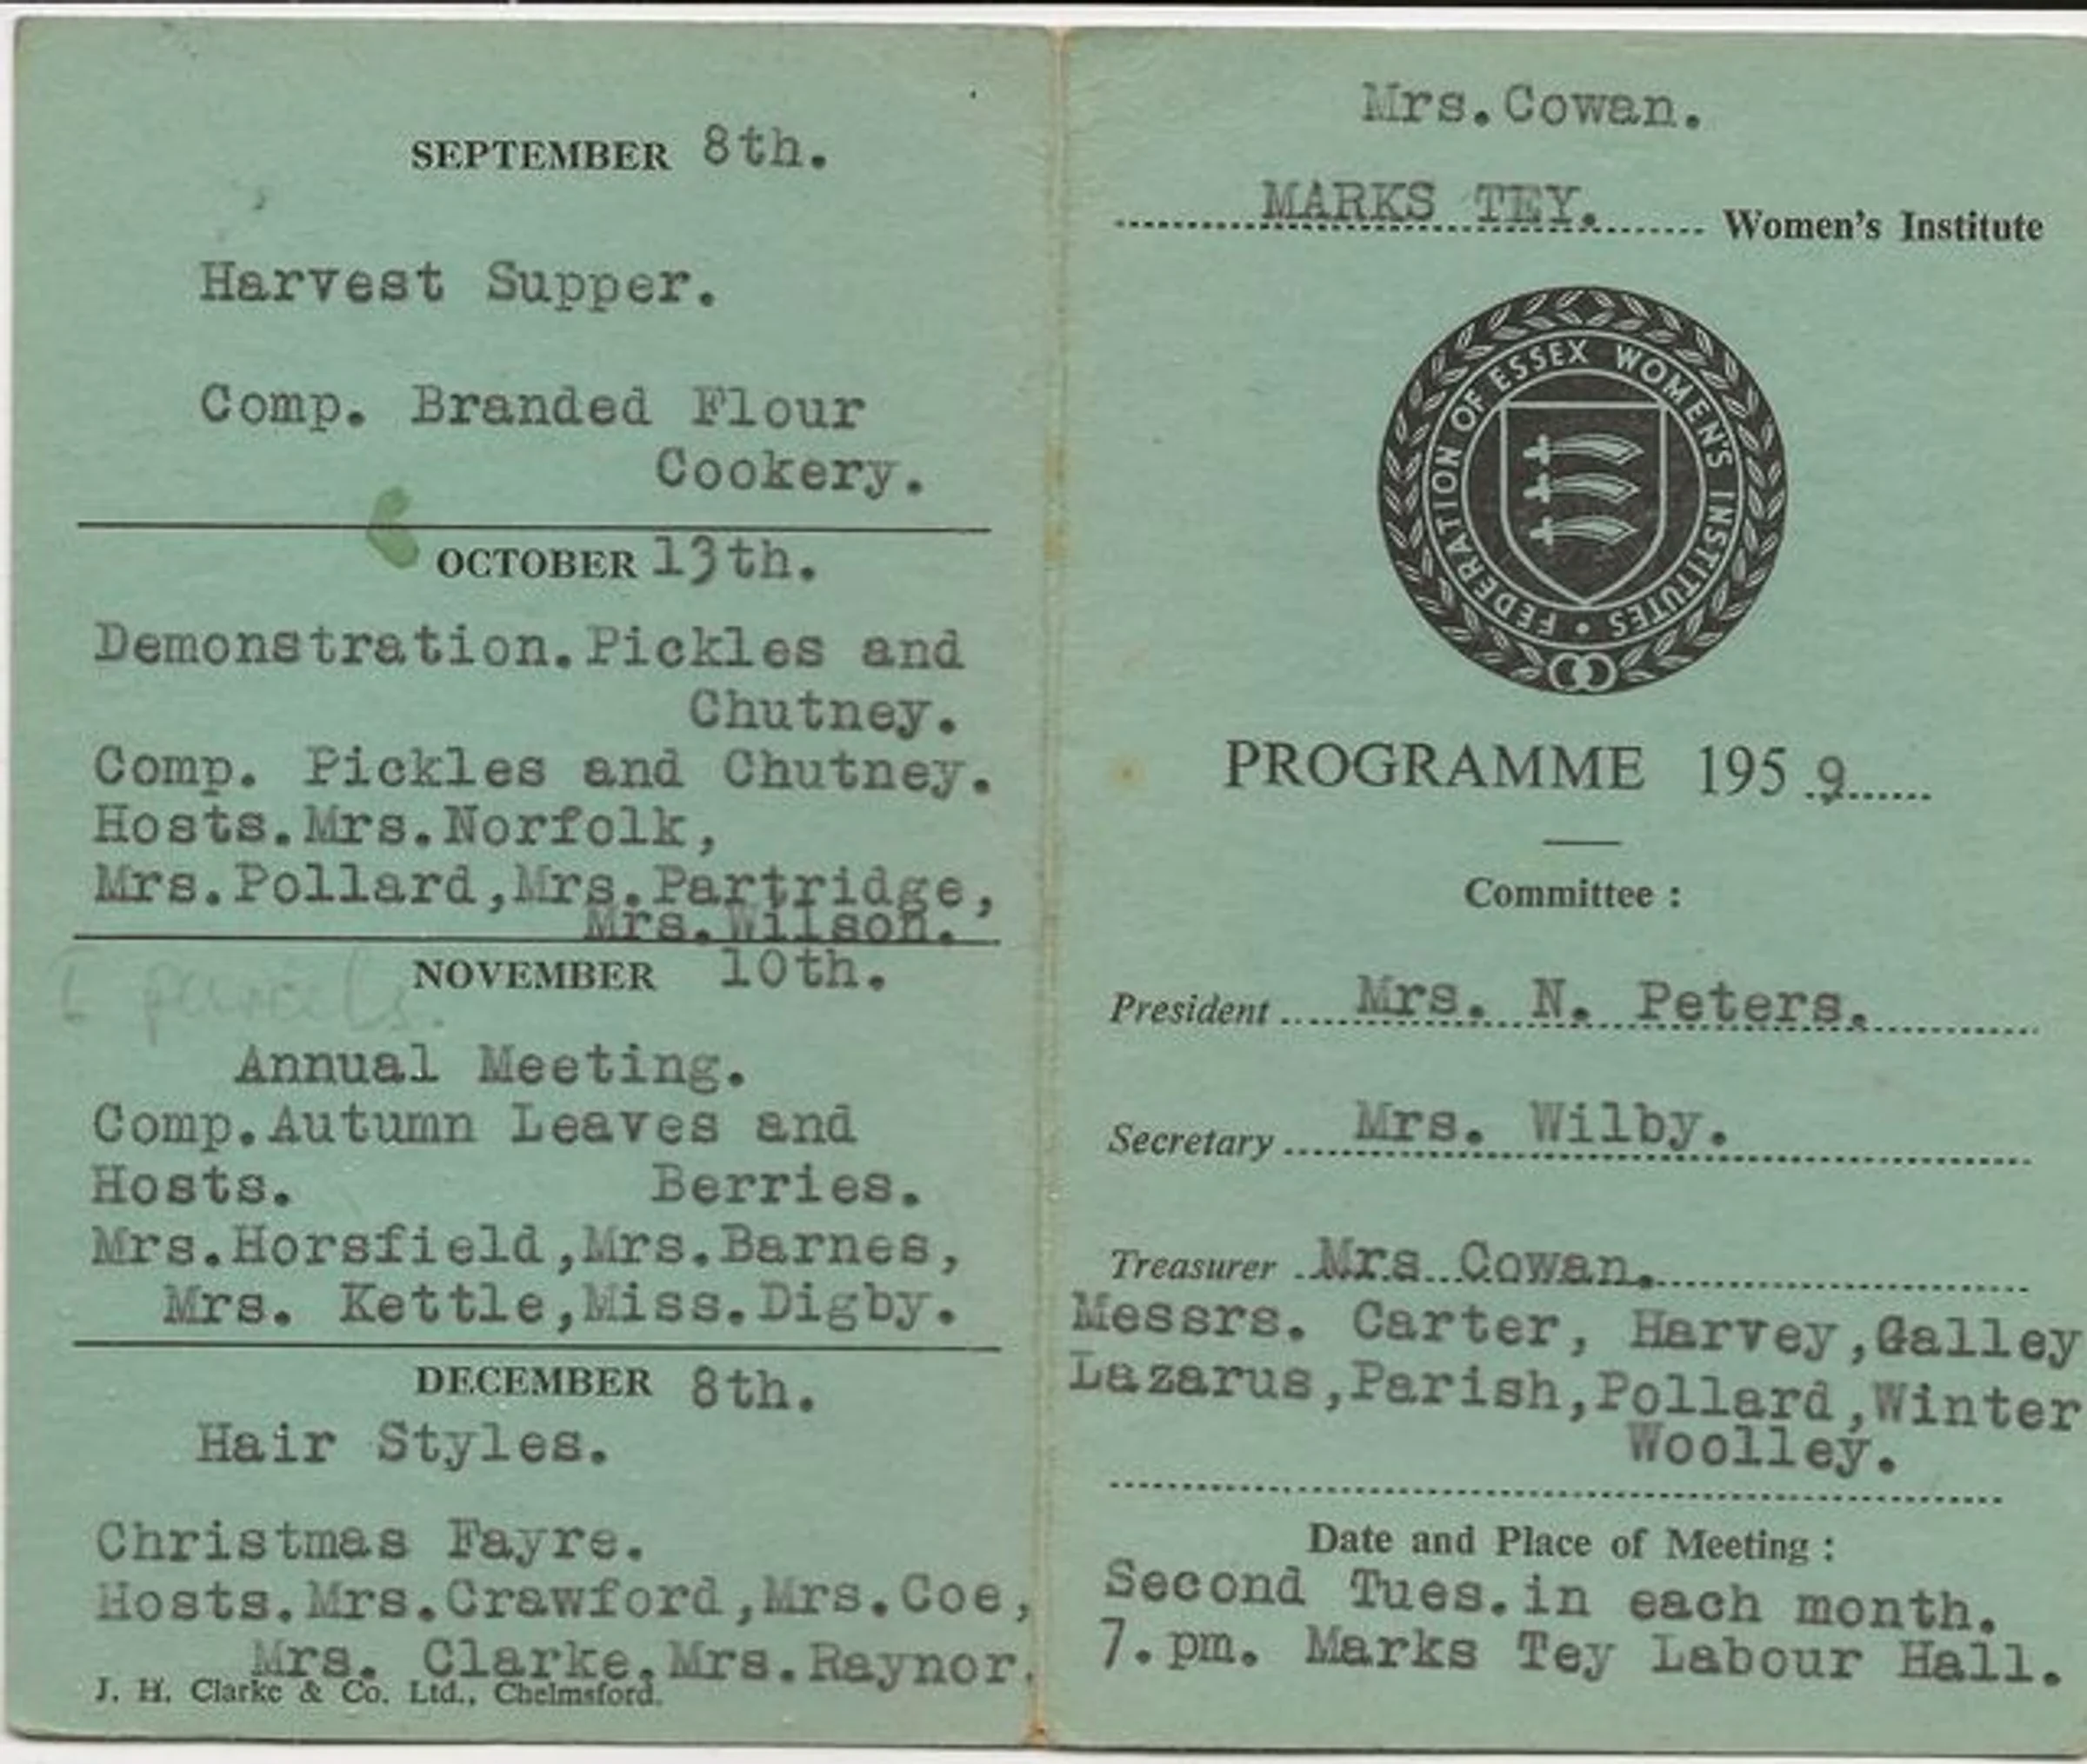 SEPTEMBER 8th.
Harvest Supper.
Comp. Branded Flour
Cookery.
OCTOBER 13th.
Demonstration.Pickles and
Chutney.
Comp. Pickles and Chutney.
Hosts.Mrs.Norfolk,
Mrs.Pollard,Mrs.Partridge,
Mrs.Wilson.
NOVEMBER 10th.
parcels.
Annual Meeting.
Comp.Autumn Leaves and
Hosts. Berries.
Mrs.Horsfield,Mrs.Barnes,
Mrs. Kettle,Miss.Digby.
DECEMBER 8th.
Hair Styles.
Christmas Fayre.
Hosts.Mrs.Crawford,Mrs.Coe,
Mrs. Clarke.Mrs.Raynor.
J. H. Clarke & Co. Ltd., Chelmsford.
Mrs.Cowan.
MARKS TEY. Women's Institute
FEDERATION OF ESSEX WOMEN'S INSTITUTES •
PROGRAMME 1959
Committee :
President Mrs. N. Peters.
Secretary Mrs. Wilby.
Treasurer Mrs Cowan.
Messrs. Carter, Harvey,Galley
Lazarus,Parish,Pollard,Winter
Woolley.
Date and Place of Meeting :
Second Tues.in each month.
7.pm. Marks Tey Labour Hall.